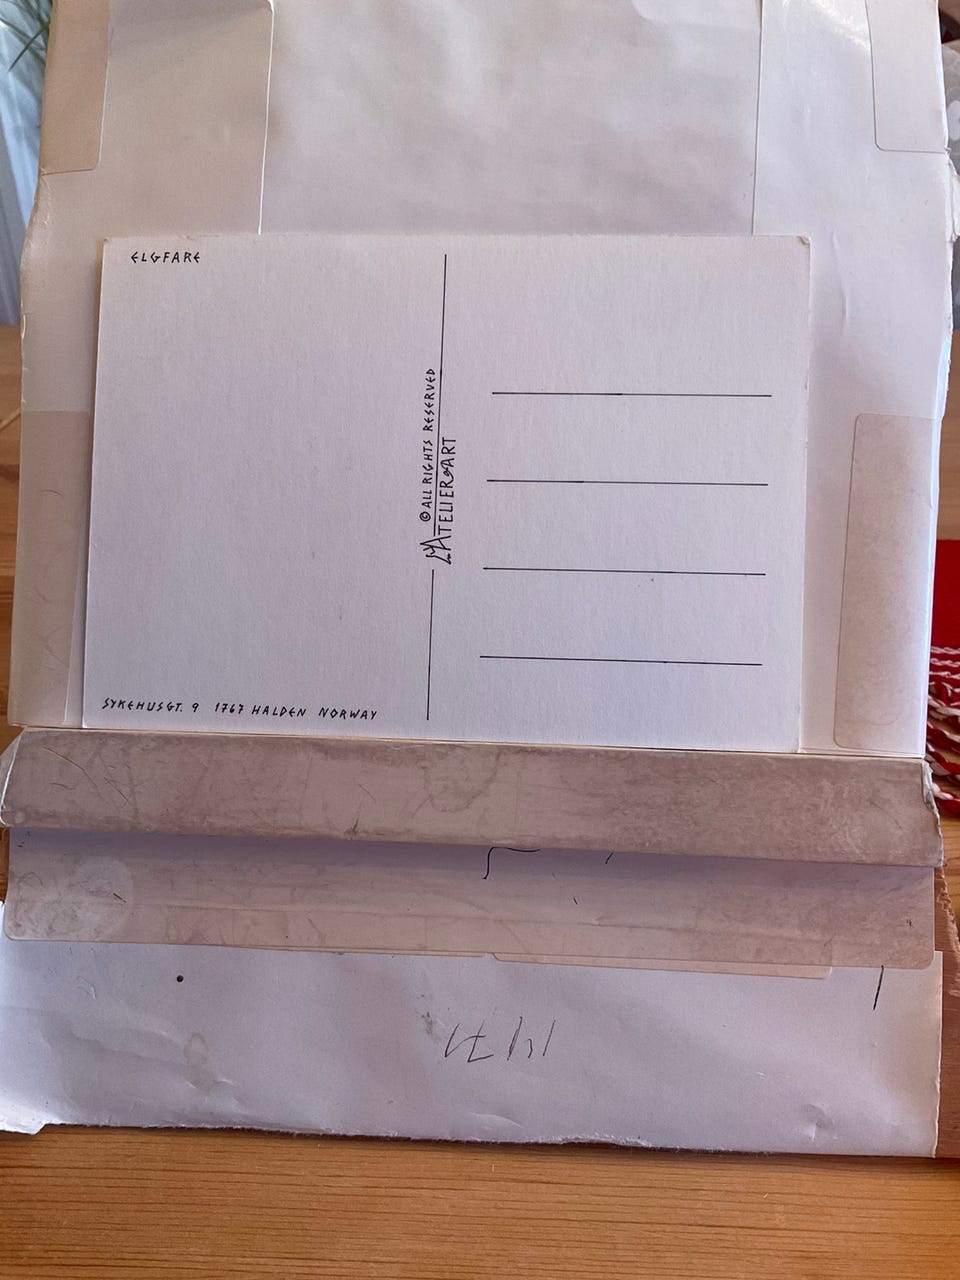 ELGFARE
© ALL RIGHTS RESERVED
ATELIER & ART
SYKEHUSGT. 9 1767 HALDEN NORWAY